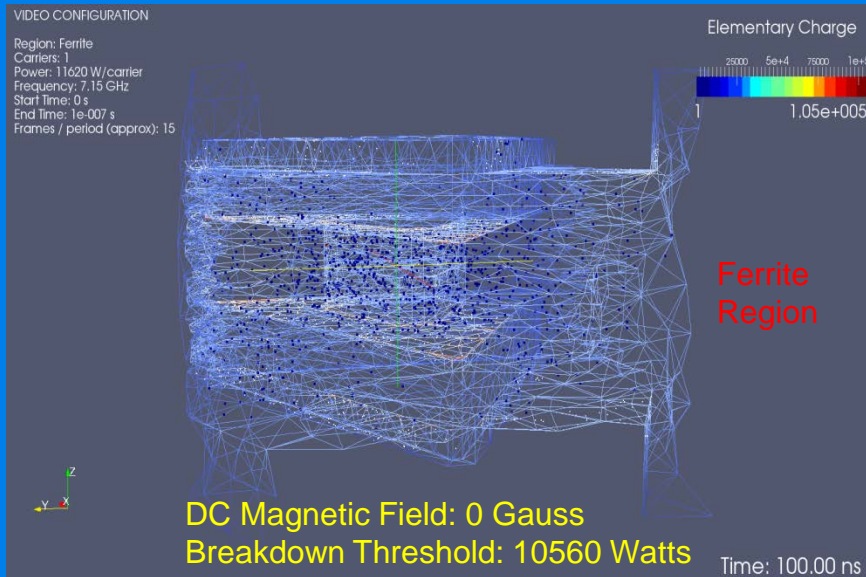 VIDEO CONFIGURATION
Region: Ferrite
Carriers: 1
Power: 11620 W/carrier
Frequency: 7.15 GHz
Start Time: 0 s
End Time: 1e-007 s
Frames / period (approx): 15
Elementary Charge
25000 5e+4 75000
1 1.05e+005
Ferrite
Region
Z
Y X
DC Magnetic Field: 0 Gauss
Breakdown Threshold: 10560 Watts
Time: 100.00 ns